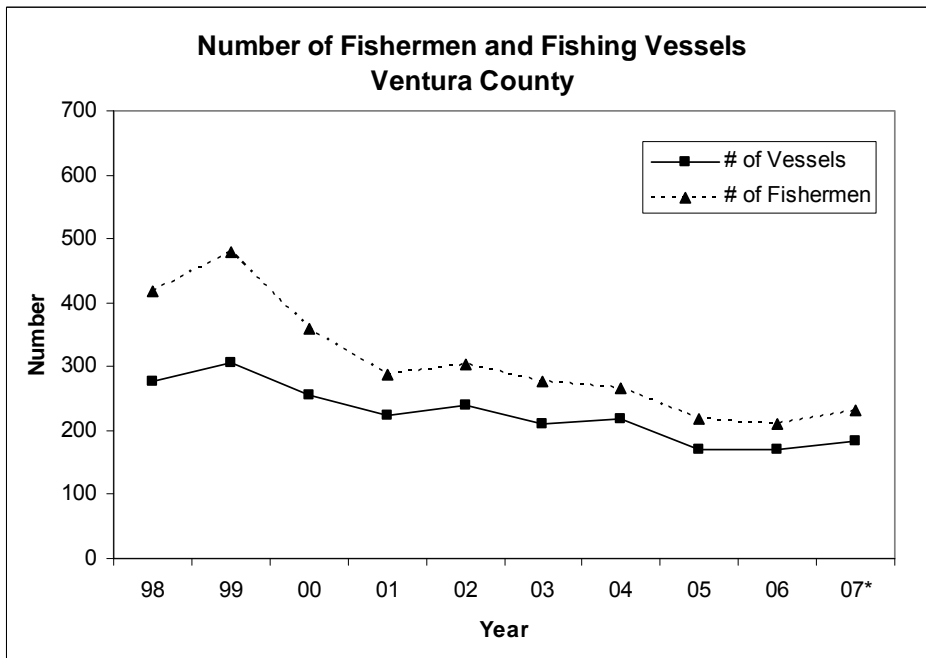 Number of Fishermen and Fishing Vessels
Ventura County
700
600
500
400
300
200
100
0
Number
# of Vessels
# of Fishermen
98 99 00 01 02 03 04 05 06 07*
Year